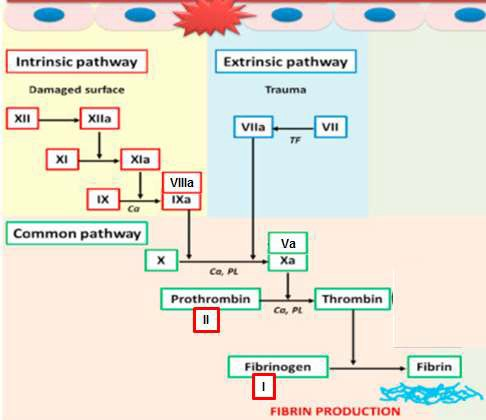 Intrinsic pathway
Extrinsic pathway
Damaged surface
Trauma
XII
XIIa
VIIa
VII
TF
XI
XIa
VIIIa
IX
IXa
Ca
Common pathway
Va
X
Xa
Ca, PL
Prothrombin
Thrombin
II
Ca, PL
Fibrinogen
Fibrin
I
FIBRIN PRODUCTION